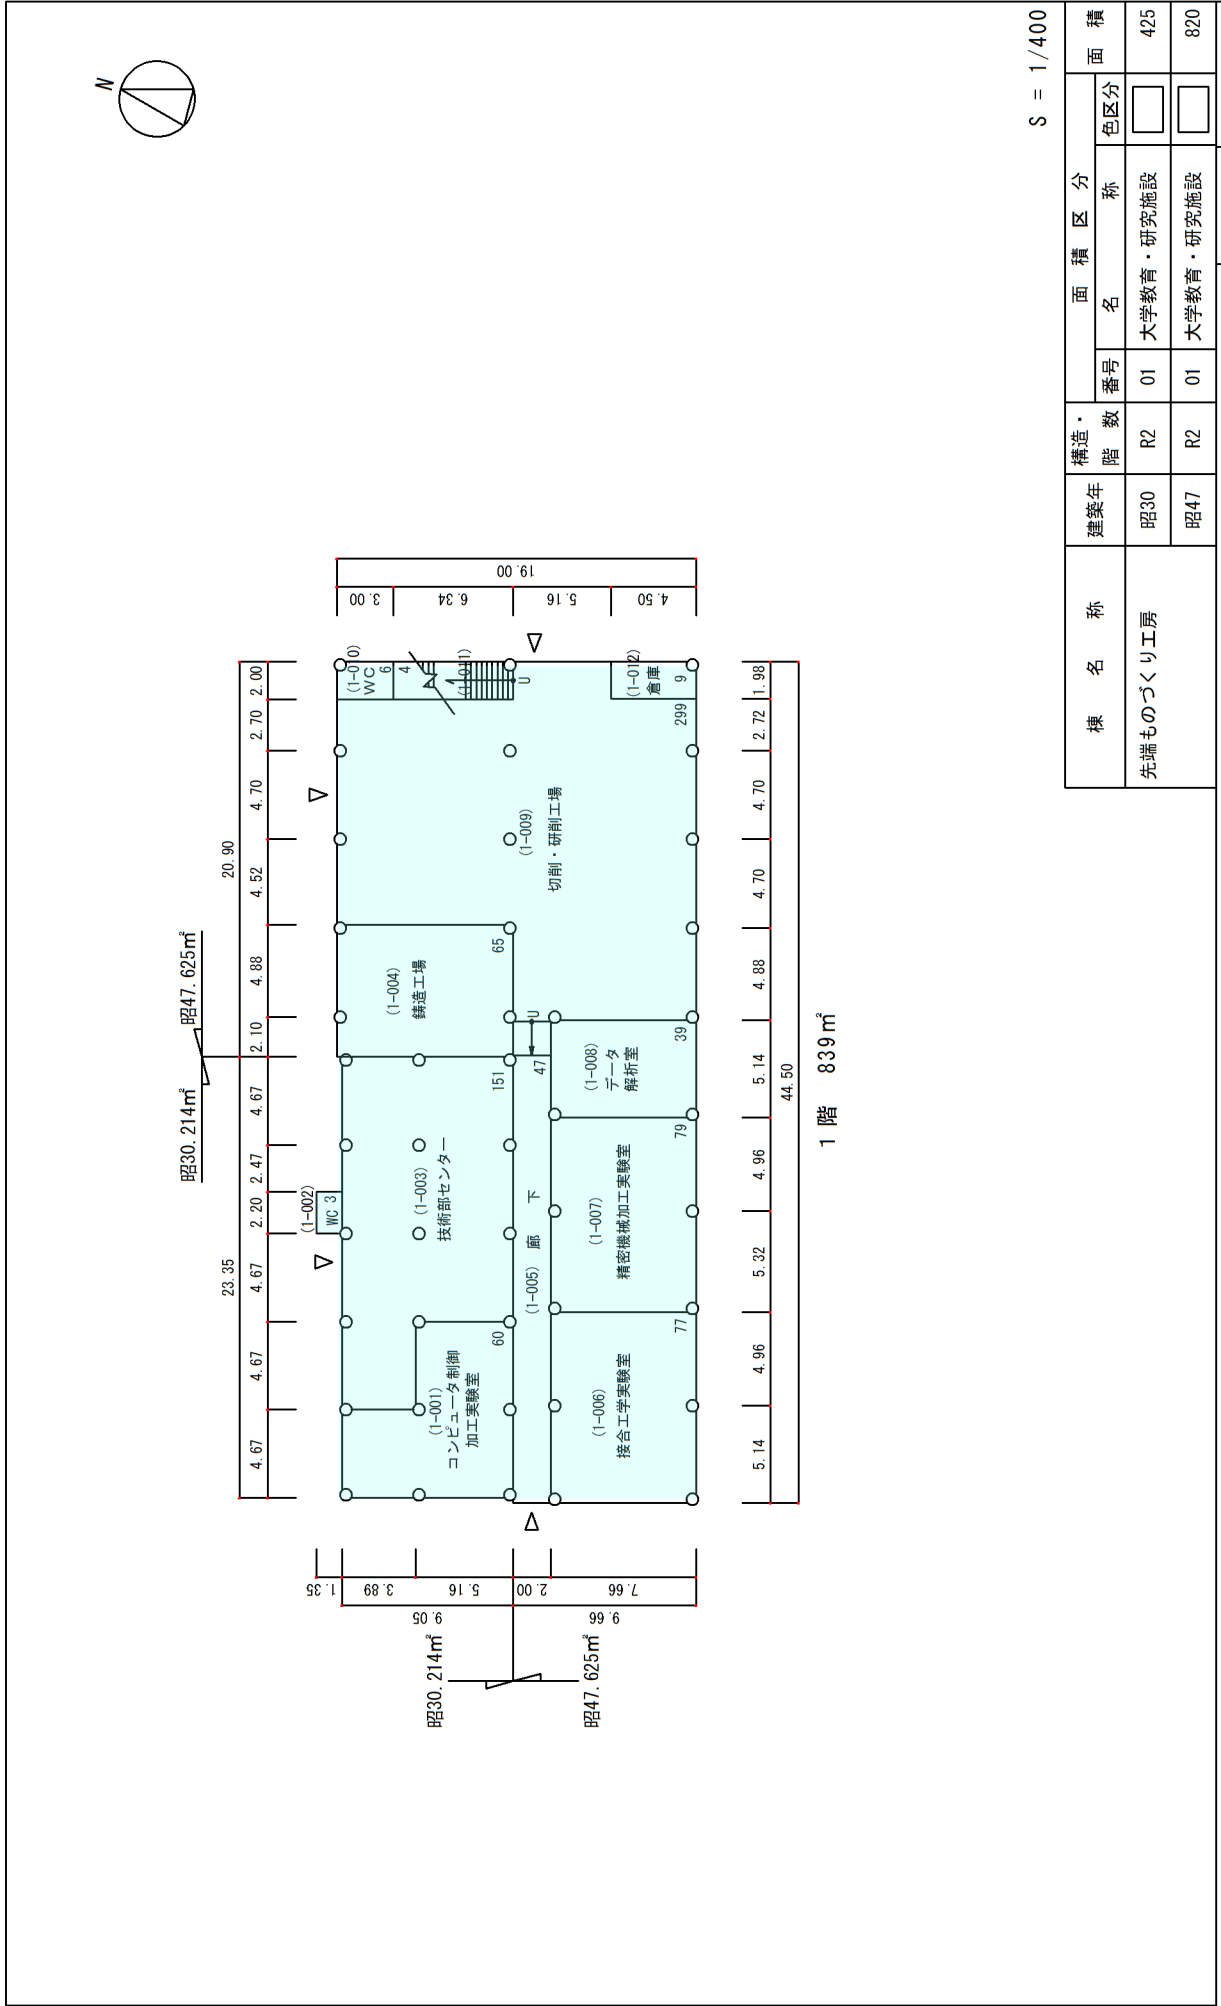 N
昭30. 214㎡
昭47. 625㎡
23.35
20.90
4.67
4.67
4.67
2.20
2.47
4.67
2.10
4.88
4.52
4.70
2.70
2.00
(1-002)
WC 3
(1-001)
コンピュータ制御
加工実験室
60
(1-003)
技術部センター
151
(1-004)
鋳造工場
65
(1-010)
WC
6
4
(1-011)
U
(1-005) 廊 下
47
U
(1-009)
切削・研削工場
299
(1-012)
倉庫
9
(1-006)
接合工学実験室
77
(1-007)
精密機械加工実験室
79
(1-008)
データ
解析室
39
1.35
3.89
5.16
2.00
7.66
9.05
9.66
昭30. 214㎡
昭47. 625㎡
3.00
6.34
5.16
4.50
19.00
5.14
4.96
5.32
4.96
5.14
4.88
4.70
4.70
2.72
1.98
44.50
1 階 839㎡
S = 1/400
棟 名 称
建築年
構造・
階 数
面 積 区 分
面 積
番号
名 称
色区分
先端ものづくり工房
昭30 R2 01 大学教育・研究施設 425
昭47 R2 01 大学教育・研究施設 820